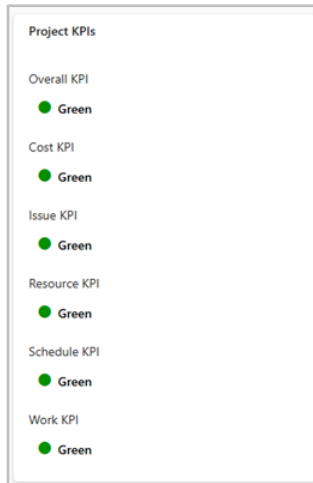 Project KPIs
Overall KPI
Green
Cost KPI
Green
Issue KPI
Green
Resource KPI
Green
Schedule KPI
Green
Work KPI
Green